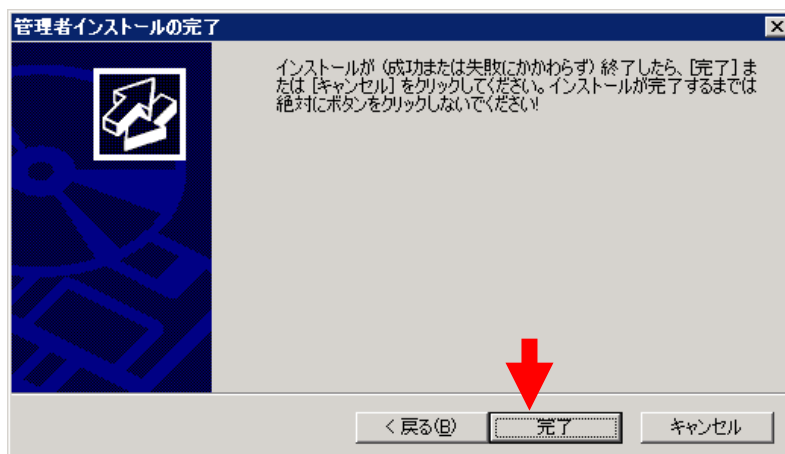 管理者インストールの完了
インストールが（成功または失敗にかかわらず）終了したら、[完了] ま
たは [キャンセル] をクリックしてください。インストールが完了するまでは
絶対にボタンをクリックしないでください!
< 戻る(B) 完了 キャンセル